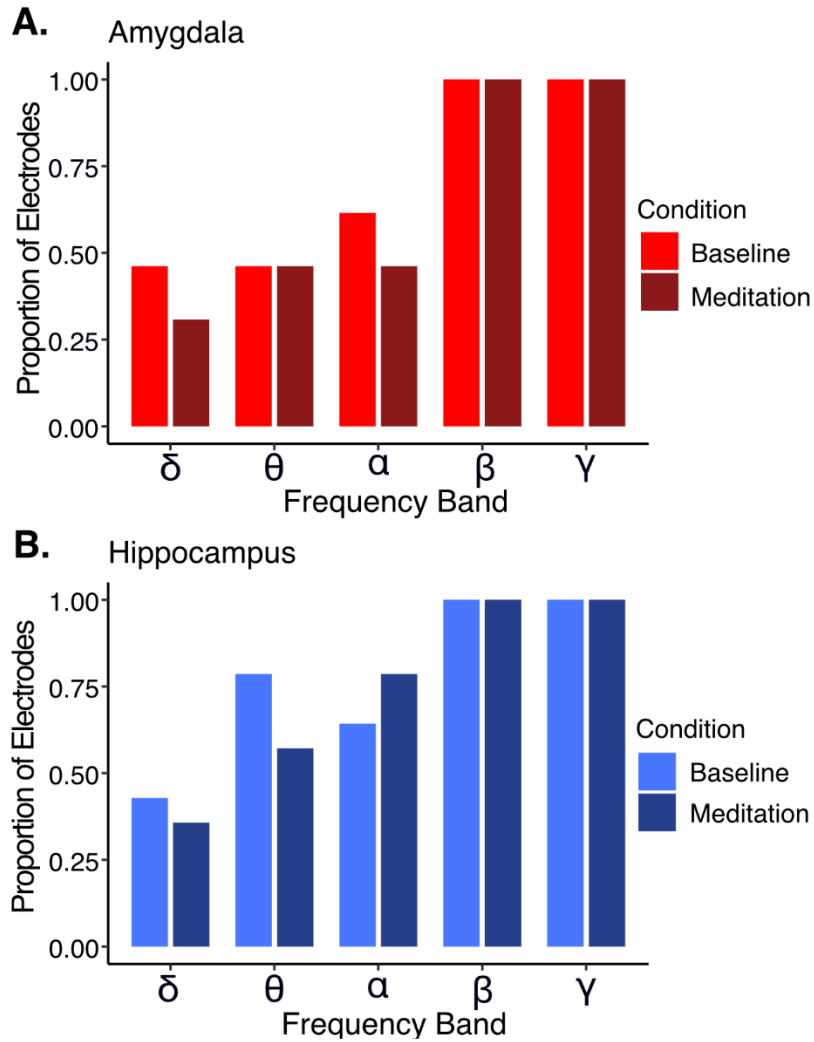 A.
Amygdala
Proportion of Electrodes
1.00
0.75
0.50
0.25
0.00
δ θ α β γ
Frequency Band
Condition
Baseline
Meditation
B.
Hippocampus
Proportion of Electrodes
1.00
0.75
0.50
0.25
0.00
δ θ α β γ
Frequency Band
Condition
Baseline
Meditation